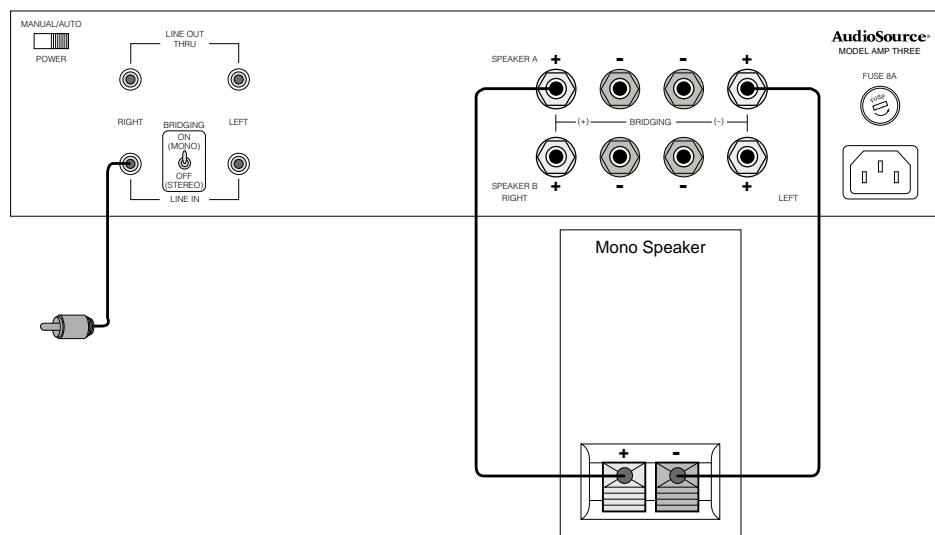 MANUAL/AUTO
POWER
LINE OUT
THRU
RIGHT
LEFT
BRIDGING
ON
(MONO)
OFF
(STEREO)
LINE IN
SPEAKER A
+ - - +
(+) BRIDGING (–)
SPEAKER B
RIGHT
+ - - +
LEFT
AudioSource®
MODEL AMP THREE
FUSE 8A
FUSE
Mono Speaker
+ -